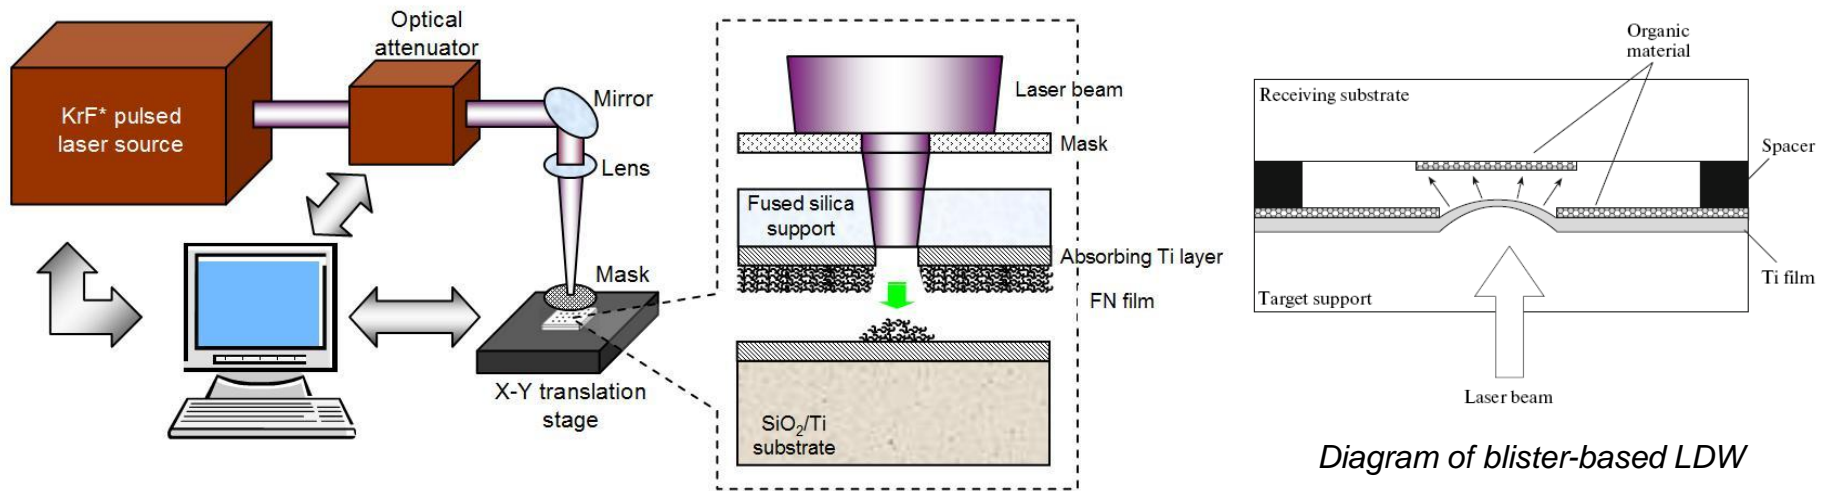 Optical
attenuator
KrF* pulsed
laser source
Mirror
Lens
Mask
X-Y translation
stage
Laser beam
Mask
Fused silica
support
Absorbing Ti layer
FN film
SiO₂/Ti
substrate
Organic
material
Receiving substrate
Spacer
Ti film
Target support
Laser beam
Diagram of blister-based LDW